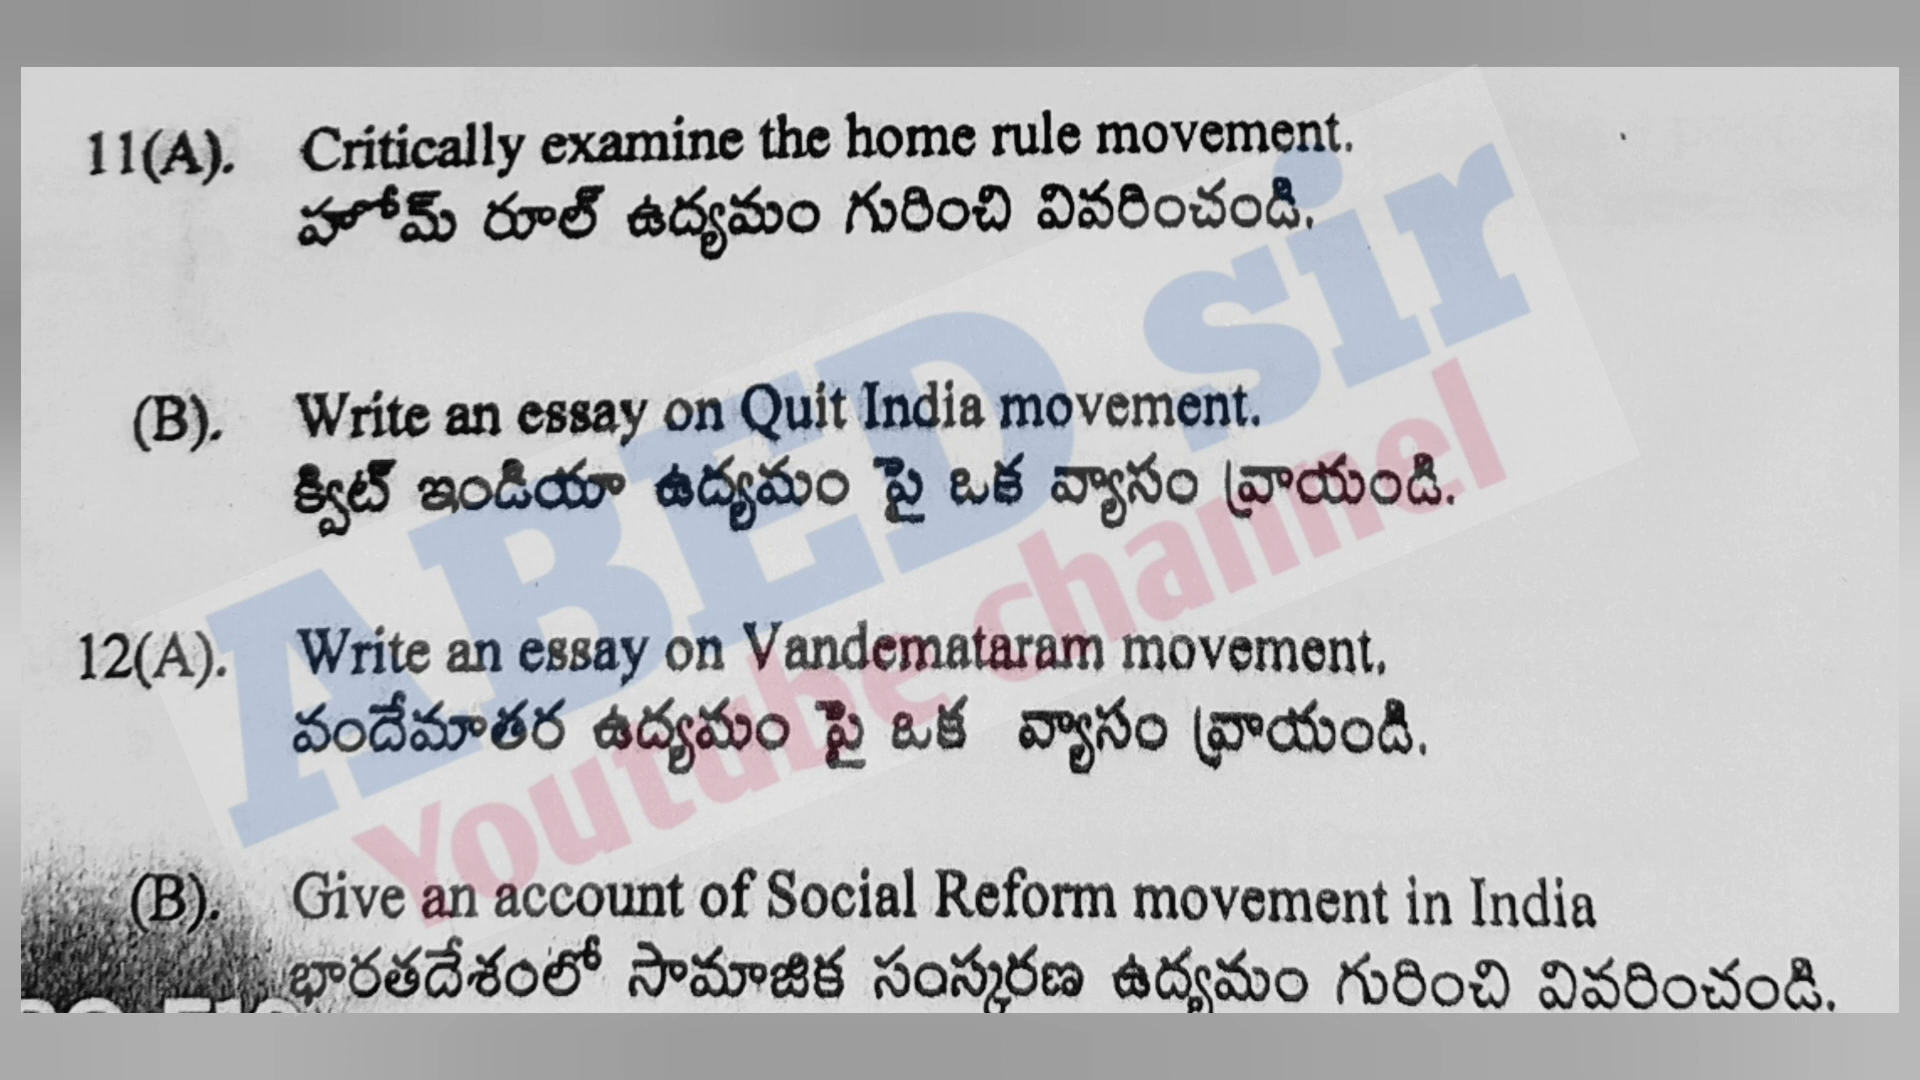 11(A). Critically examine the home rule movement.
హోమ్ రూల్ ఉద్యమం గురించి వివరించండి.
(B). Write an essay on Quit India movement.
క్విట్ ఇండియా ఉద్యమం పై ఒక వ్యాసం వ్రాయండి.
12(A). Write an essay on Vandemataram movement.
వందేమాతర ఉద్యమం పై ఒక వ్యాసం వ్రాయండి.
(B). Give an account of Social Reform movement in India
భారతదేశంలో సామాజిక సంస్కరణ ఉద్యమం గురించి వివరించండి.
ABED sir
Youtube channel